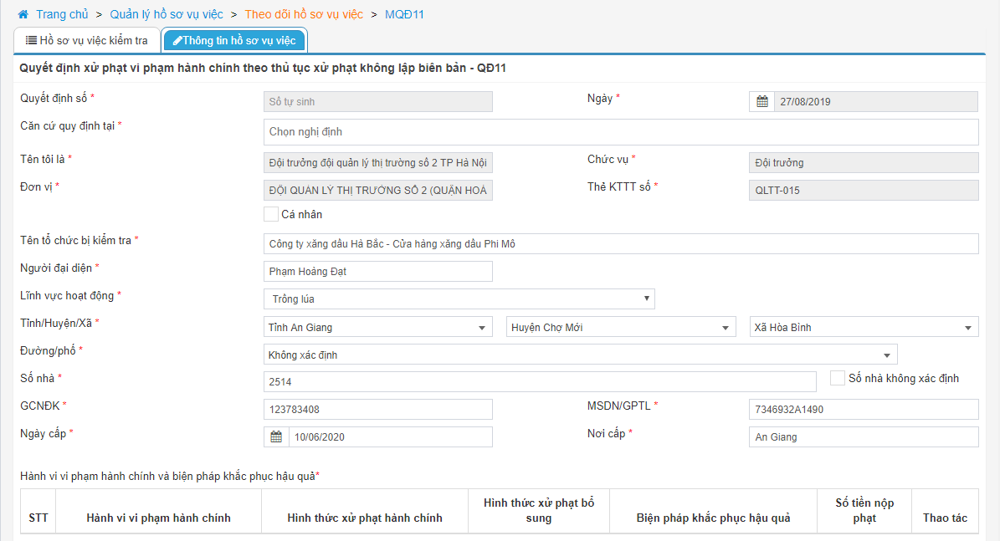 Trang chủ > Quản lý hồ sơ vụ việc > Theo dõi hồ sơ vụ việc > MQĐ11
Hồ sơ vụ việc kiểm tra Thông tin hồ sơ vụ việc
Quyết định xử phạt vi phạm hành chính theo thủ tục xử phạt không lập biên bản - QĐ11
Quyết định số * Số tự sinh Ngày * 27/08/2019
Căn cứ quy định tại * Chọn nghị định
Tên tôi là * Đội trưởng đội quản lý thị trường số 2 TP Hà Nội Chức vụ * Đội trưởng
Đơn vị * ĐỘI QUẢN LÝ THỊ TRƯỜNG SỐ 2 (QUẬN HOÀ Thẻ KTTT số * QLTT-015
Cá nhân
Tên tổ chức bị kiểm tra * Công ty xăng dầu Hà Bắc - Cửa hàng xăng dầu Phi Mô
Người đại diện * Phạm Hoàng Đạt
Lĩnh vực hoạt động * Trồng lúa
Tỉnh/Huyện/Xã * Tỉnh An Giang Huyện Chợ Mới Xã Hòa Bình
Đường/phố * Không xác định
Số nhà * 2514 Số nhà không xác định
GCNĐK * 123783408 MSDN/GPTL * 7346932A1490
Ngày cấp * 10/06/2020 Nơi cấp * An Giang
Hành vi vi phạm hành chính và biện pháp khắc phục hậu quả*
STT Hành vi vi phạm hành chính Hình thức xử phạt hành chính Hình thức xử phạt bổ sung Biện pháp khắc phục hậu quả Số tiền nộp phạt Thao tác